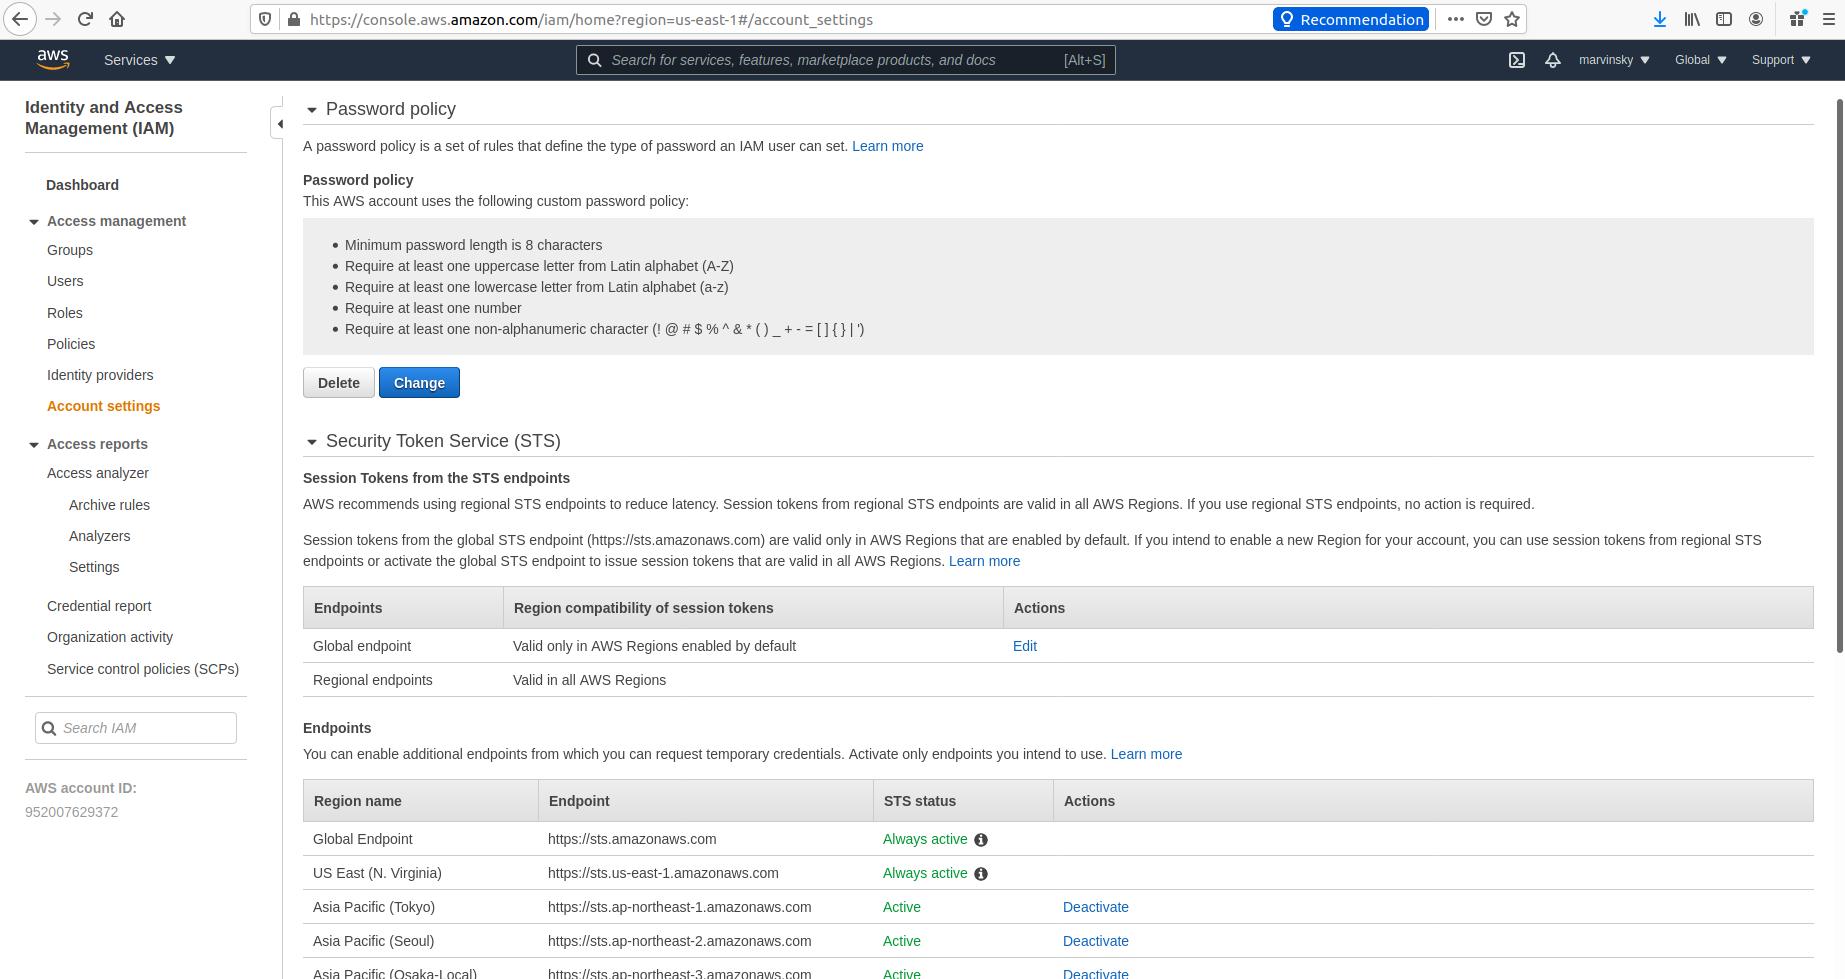 https://console.aws.amazon.com/iam/home?region=us-east-1#/account_settings
Recommendation
aws
Services
Search for services, features, marketplace products, and docs
[Alt+S]
marvinsky
Global
Support
Identity and Access
Management (IAM)
Dashboard
Access management
Groups
Users
Roles
Policies
Identity providers
Account settings
Access reports
Access analyzer
Archive rules
Analyzers
Settings
Credential report
Organization activity
Service control policies (SCPs)
Search IAM
AWS account ID:
952007629372
Password policy
A password policy is a set of rules that define the type of password an IAM user can set. Learn more
Password policy
This AWS account uses the following custom password policy:
• Minimum password length is 8 characters
• Require at least one uppercase letter from Latin alphabet (A-Z)
• Require at least one lowercase letter from Latin alphabet (a-z)
• Require at least one number
• Require at least one non-alphanumeric character (! @ # $ % ^ & * ( ) _ + - = [ ] { } | ')
Delete
Change
Security Token Service (STS)
Session Tokens from the STS endpoints
AWS recommends using regional STS endpoints to reduce latency. Session tokens from regional STS endpoints are valid in all AWS Regions. If you use regional STS endpoints, no action is required.
Session tokens from the global STS endpoint (https://sts.amazonaws.com) are valid only in AWS Regions that are enabled by default. If you intend to enable a new Region for your account, you can use session tokens from regional STS
endpoints or activate the global STS endpoint to issue session tokens that are valid in all AWS Regions. Learn more
Endpoints Region compatibility of session tokens Actions
Global endpoint Valid only in AWS Regions enabled by default Edit
Regional endpoints Valid in all AWS Regions
Endpoints
You can enable additional endpoints from which you can request temporary credentials. Activate only endpoints you intend to use. Learn more
Region name Endpoint STS status Actions
Global Endpoint https://sts.amazonaws.com Always active
US East (N. Virginia) https://sts.us-east-1.amazonaws.com Always active
Asia Pacific (Tokyo) https://sts.ap-northeast-1.amazonaws.com Active Deactivate
Asia Pacific (Seoul) https://sts.ap-northeast-2.amazonaws.com Active Deactivate
Asia Pacific (Osaka-Local) https://sts.ap-northeast-3.amazonaws.com Active Deactivate